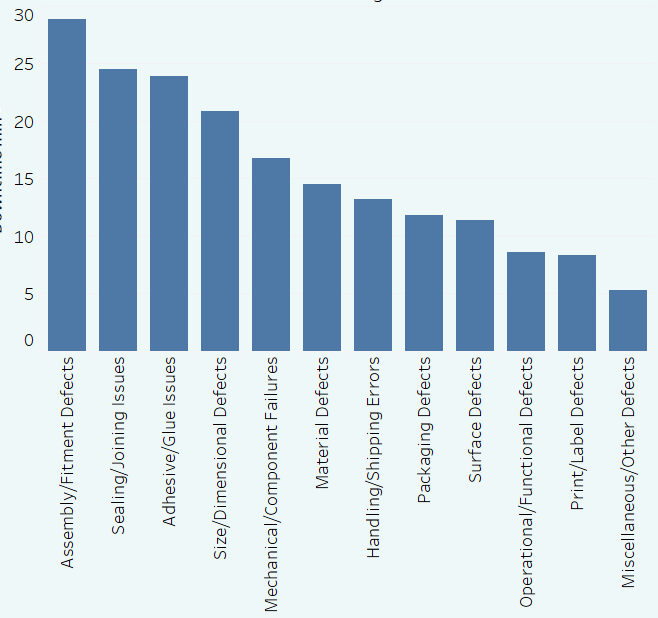 30
25
20
15
10
5
0
Assembly/Fitment Defects
Sealing/Joining Issues
Adhesive/Glue Issues
Size/Dimensional Defects
Mechanical/Component Failures
Material Defects
Handling/Shipping Errors
Packaging Defects
Surface Defects
Operational/Functional Defects
Print/Label Defects
Miscellaneous/Other Defects